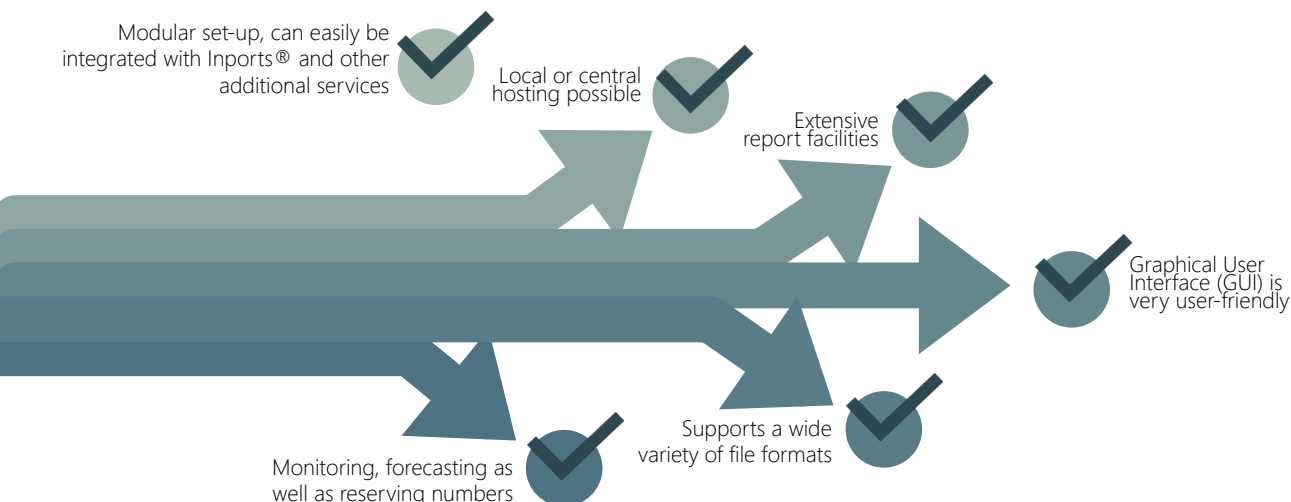 Modular set-up, can easily be
integrated with Inports® and other
additional services
Local or central
hosting possible
Extensive
report facilities
Graphical User
Interface (GUI) is
very user-friendly
Supports a wide
variety of file formats
Monitoring, forecasting as
well as reserving numbers